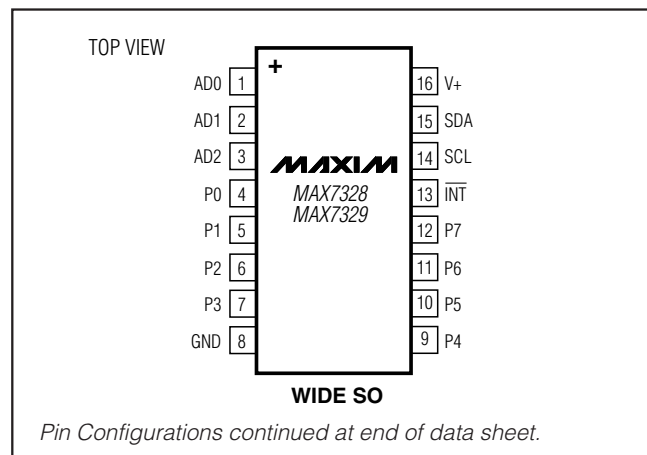 TOP VIEW
+
AD0 1
16 V+
AD1 2
15 SDA
AD2 3
14 SCL
MAXIM
P0 4
MAX7328
MAX7329
13 I̅N̅T̅
P1 5
12 P7
P2 6
11 P6
P3 7
10 P5
GND 8
9 P4
WIDE SO
Pin Configurations continued at end of data sheet.